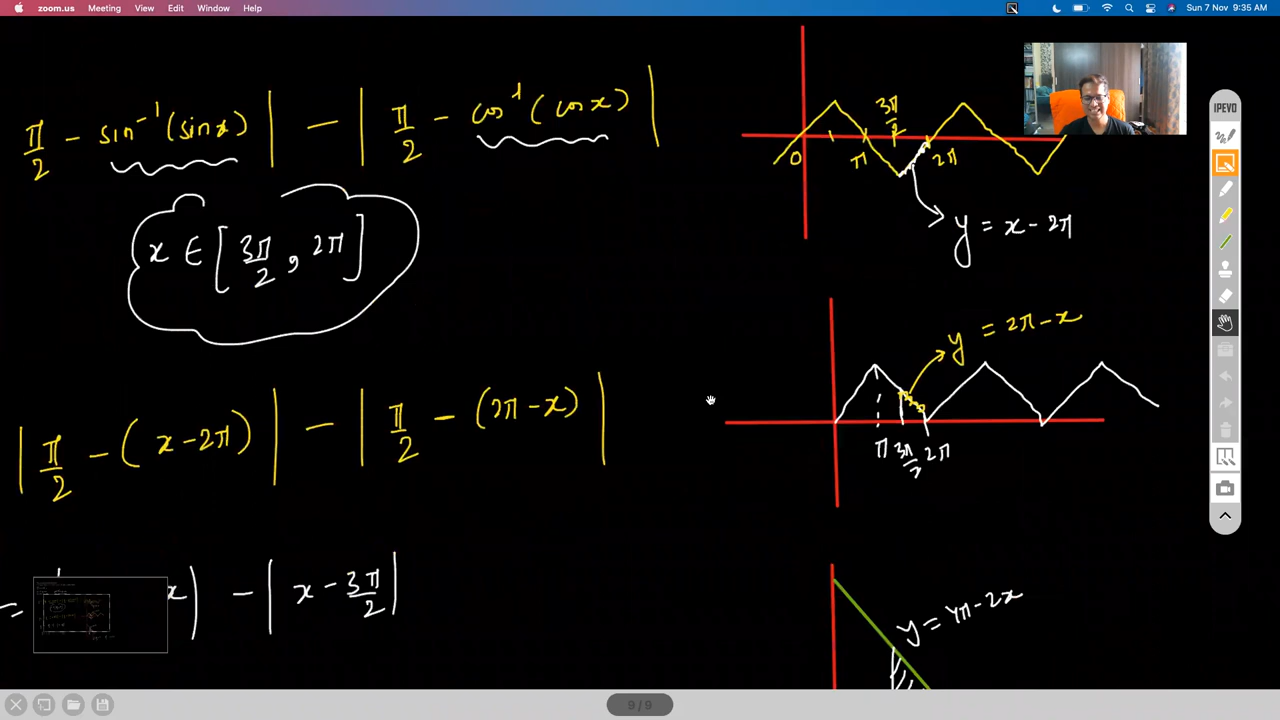 zoom.us Meeting View Edit Window Help Sun 7 Nov 9:35 AM
π/2 - sin⁻¹(sinx) | - | π/2 - cos⁻¹(cosx) |
x ∈ [3π/2, 2π]
|π/2 - (x-2π)| - |π/2 - (2π-x)|
= x| - |x - 3π/2|
0 π 3π/2 2π
y = x - 2π
y = 2π - x
π 3π/2 2π
y = 4π - 2x
IPEVO
9 / 9